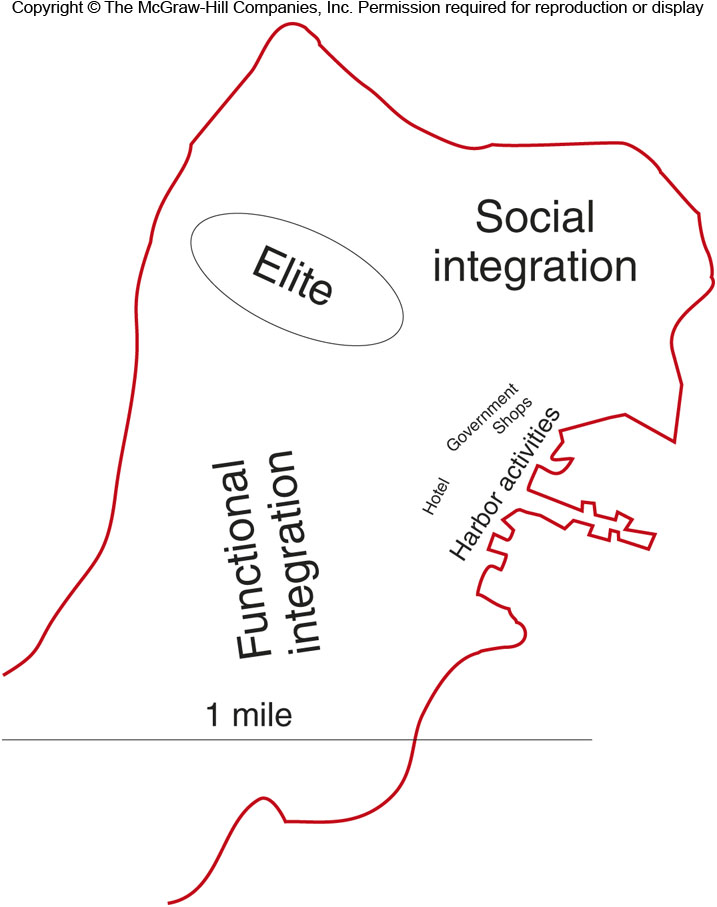 Copyright © The McGraw-Hill Companies, Inc. Permission required for reproduction or display
Social
integration
Elite
Government
Shops
Harbor activities
Hotel
Functional
integration
1 mile